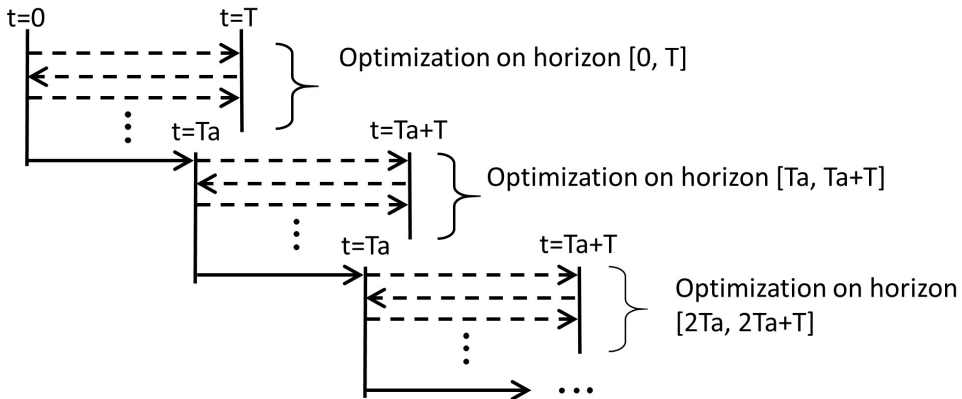 t=0
t=T
Optimization on horizon [0, T]
t=Ta
t=Ta+T
Optimization on horizon [Ta, Ta+T]
t=Ta
t=Ta+T
Optimization on horizon
[2Ta, 2Ta+T]